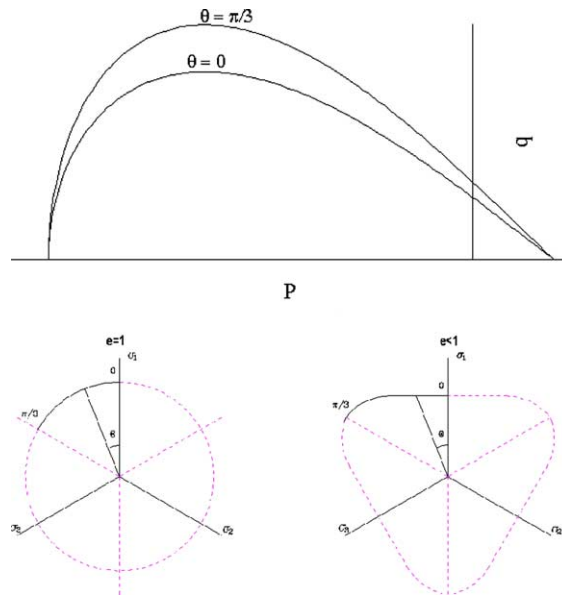 θ = π/3
θ = 0
q
P
e=1
σ₁
0
π/3
θ
σ₃
σ₂
e<1
σ₁
0
π/3
θ
σ₃
σ₂